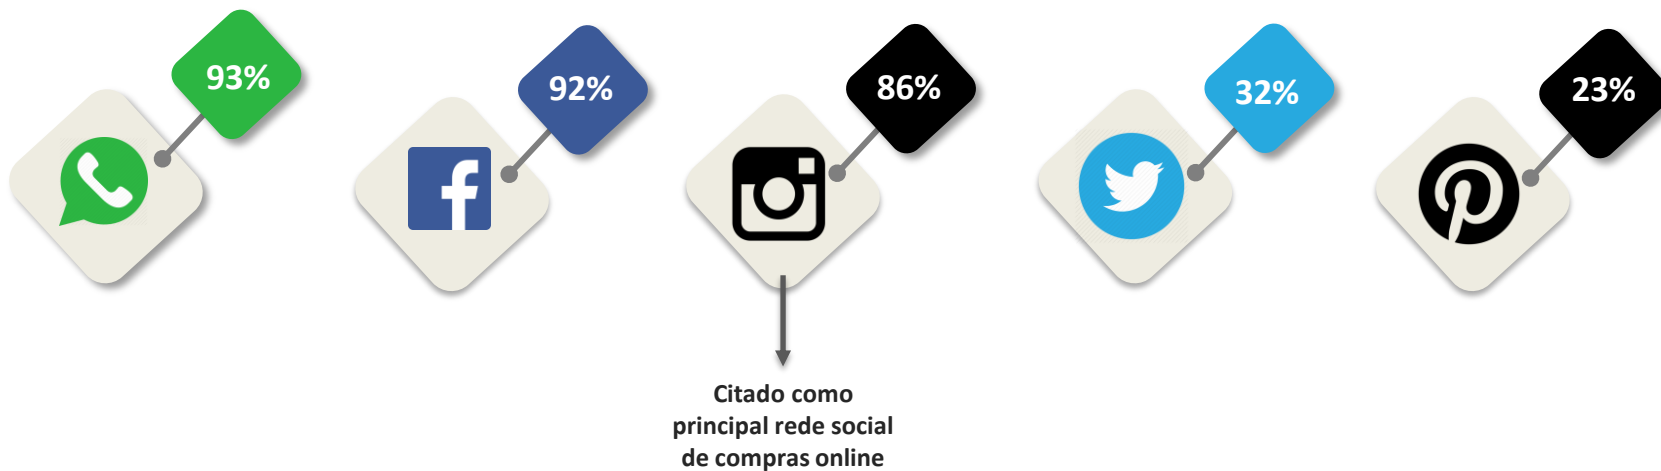 93%
92%
86%
32%
23%
Citado como
principal rede social
de compras online